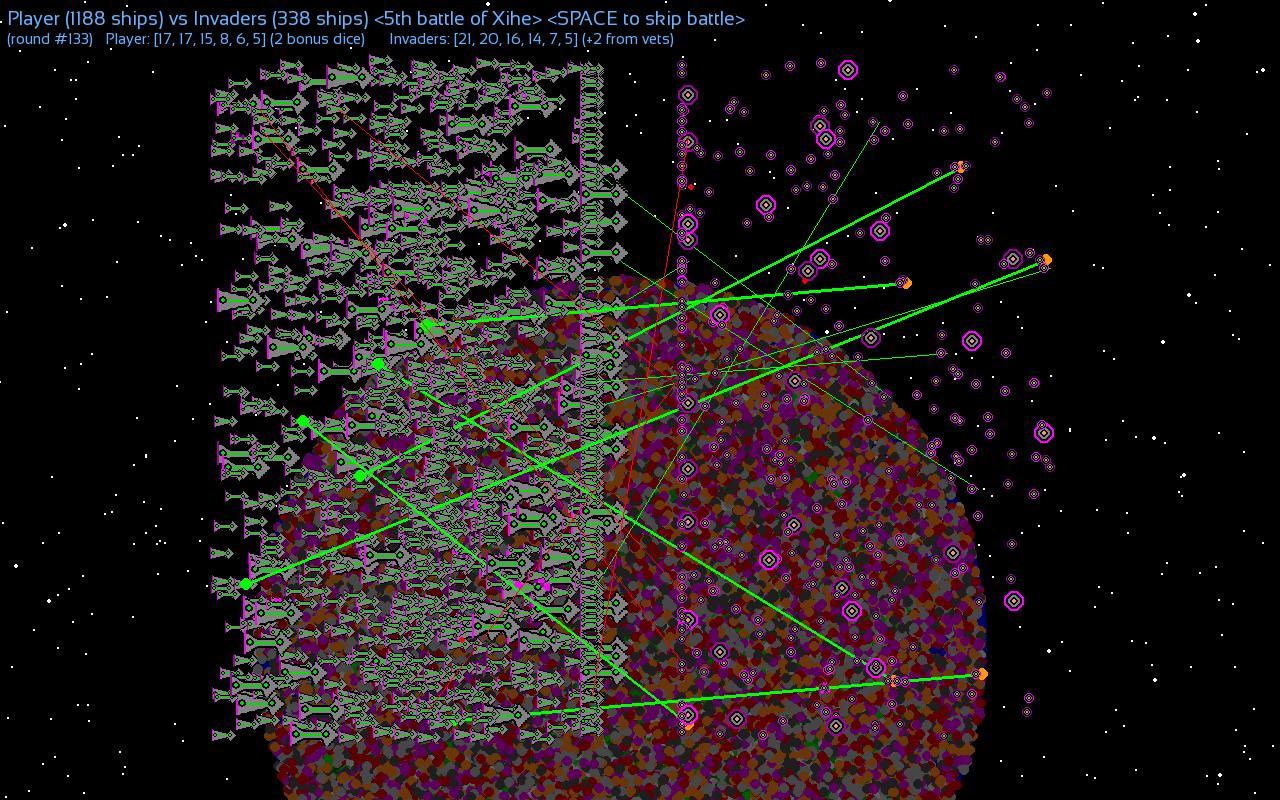 Player (1188 ships) vs Invaders (338 ships) <5th battle of Xihe> <SPACE to skip battle>
(round #133) Player: [17, 17, 15, 8, 6, 5] (2 bonus dice) Invaders: [21, 20, 16, 14, 7, 5] (+2 from vets)